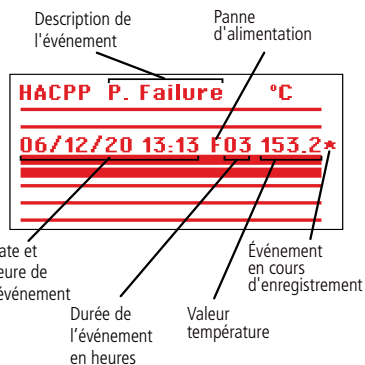 Description de
l'événement
Panne
d'alimentation
HACPP P. Failure °C
06/12/20 13:13 F03 153.2*
ate et
eure de
événement
Durée de
l'événement
en heures
Valeur
température
Événement
en cours
d'enregistrement